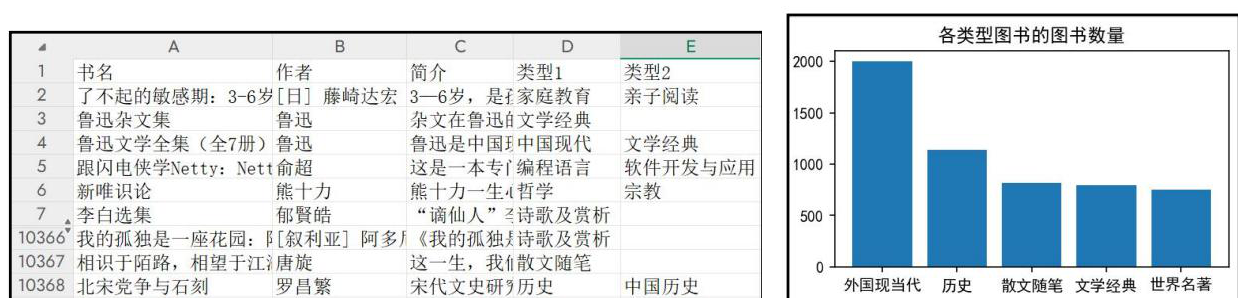 A B C D E
1 书名 作者 简介 类型1 类型2
2 了不起的敏感期：3-6岁 [日] 藤崎达宏 3—6岁，是孩 家庭教育 亲子阅读
3 鲁迅杂文集 鲁迅 杂文在鲁迅的 文学经典
4 鲁迅文学全集（全7册） 鲁迅 鲁迅是中国现 中国现代 文学经典
5 跟闪电侠学Netty：Nett 俞超 这是一本专门 编程语言 软件开发与应用
6 新唯识论 熊十力 熊十力一生心 哲学 宗教
7 李白选集 郁賢皓 “谪仙人”李 诗歌及赏析
10366 我的孤独是一座花园： [叙利亚] 阿多 《我的孤独是 诗歌及赏析
10367 相识于陌路，相望于江 唐旋 这一生，我们 散文随笔
10368 北宋党争与石刻 罗昌繁 宋代文史研究 历史 中国历史
各类型图书的图书数量
2000
1500
1000
500
0
外国现当代 历史 散文随笔 文学经典 世界名著